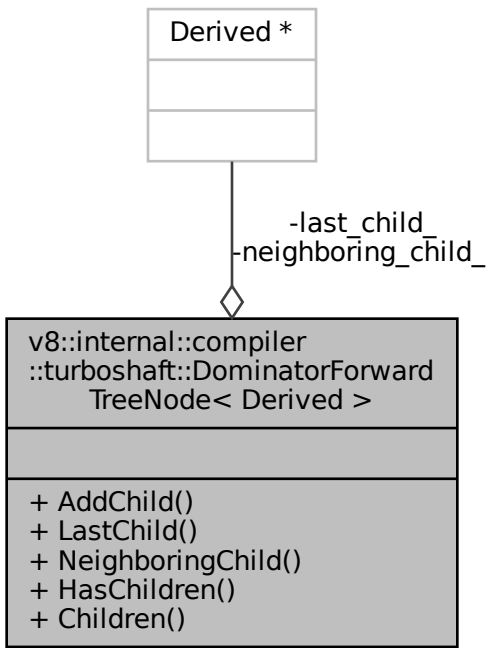 Derived *
-last_child_
-neighboring_child_
v8::internal::compiler
::turboshaft::DominatorForward
TreeNode< Derived >
+ AddChild()
+ LastChild()
+ NeighboringChild()
+ HasChildren()
+ Children()